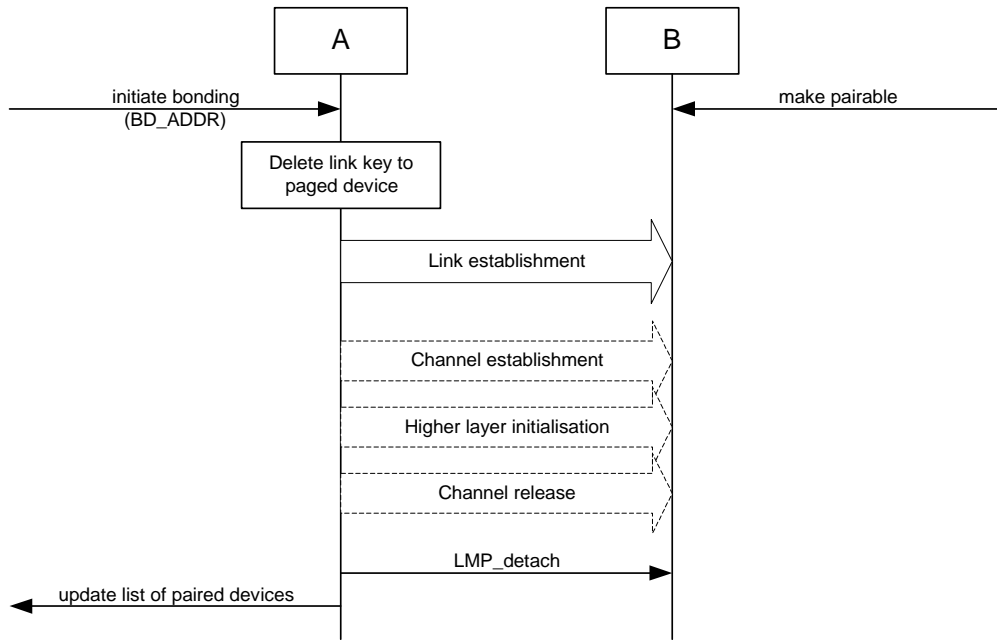 A
B
initiate bonding
(BD_ADDR)
make pairable
Delete link key to
paged device
Link establishment
Channel establishment
Higher layer initialisation
Channel release
LMP_detach
update list of paired devices